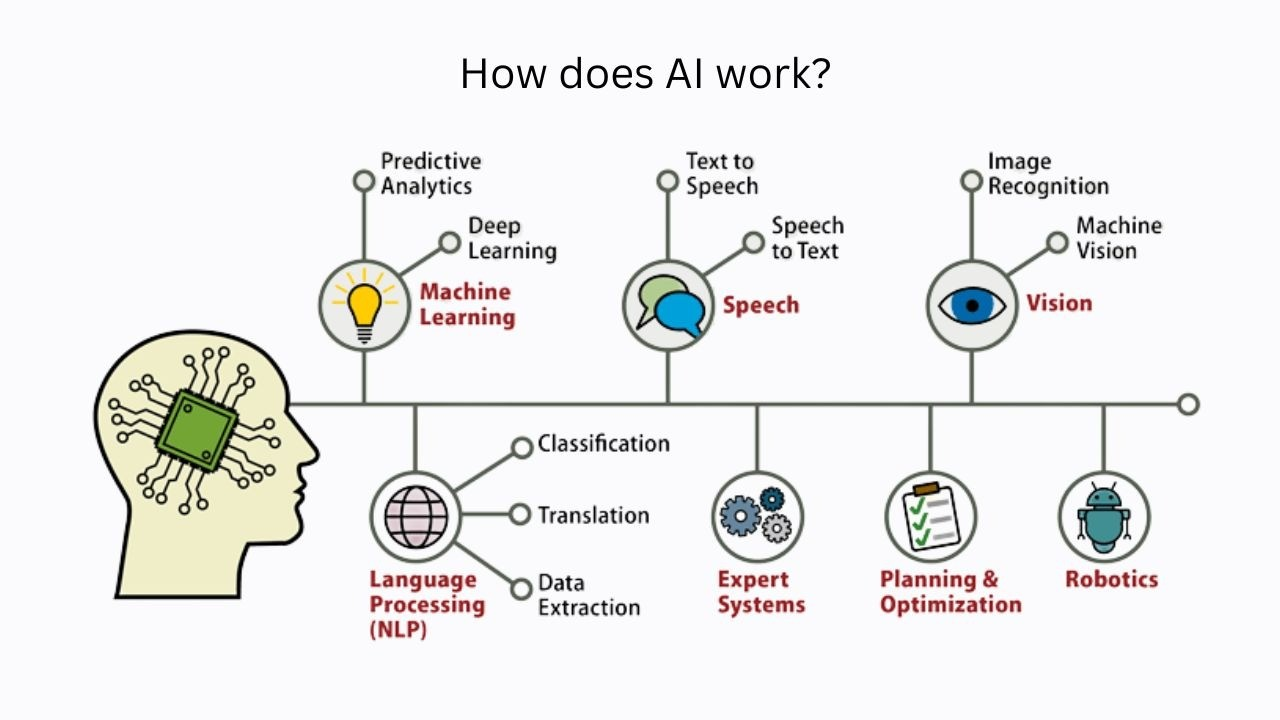 How does AI work?
Predictive
Analytics
Deep
Learning
Machine
Learning
Text to
Speech
Speech
to Text
Speech
Image
Recognition
Machine
Vision
Vision
Classification
Translation
Data
Extraction
Language
Processing
(NLP)
Expert
Systems
Planning &
Optimization
Robotics